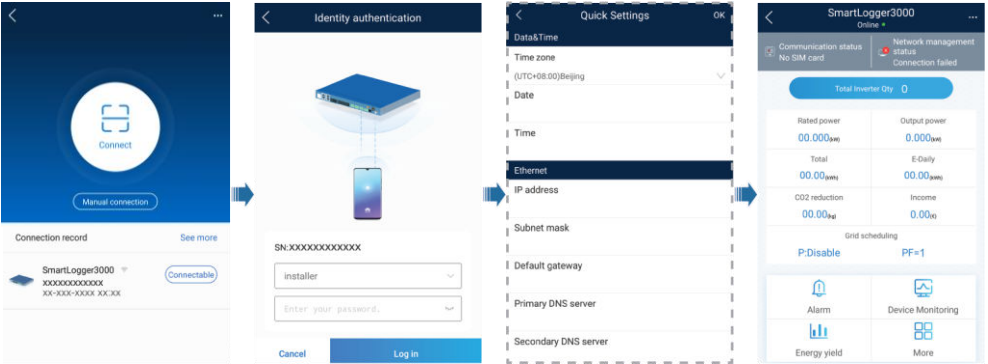 ...
Connect
Manual connection
Connection record
See more
SmartLogger3000
XXXXXXXXXXXX
XX-XXX-XXXX XX:XX
Connectable
Identity authentication
SN:XXXXXXXXXXXX
installer
Enter your password.
Cancel
Log in
Quick Settings
OK
Data&Time
Time zone
(UTC+08:00)Beijing
Date
Time
Ethernet
IP address
Subnet mask
Default gateway
Primary DNS server
Secondary DNS server
SmartLogger3000
...
Online
Communication status
No SIM card
Network management
status
Connection failed
Total Inverter Qty 0
Rated power
Output power
00.000(kW)
0.000(kW)
Total
E-Daily
00.00(kWh)
00.00(kWh)
CO2 reduction
Income
00.00(kg)
0.00(¥)
Grid scheduling
P:Disable
PF=1
Alarm
Device Monitoring
Energy yield
More